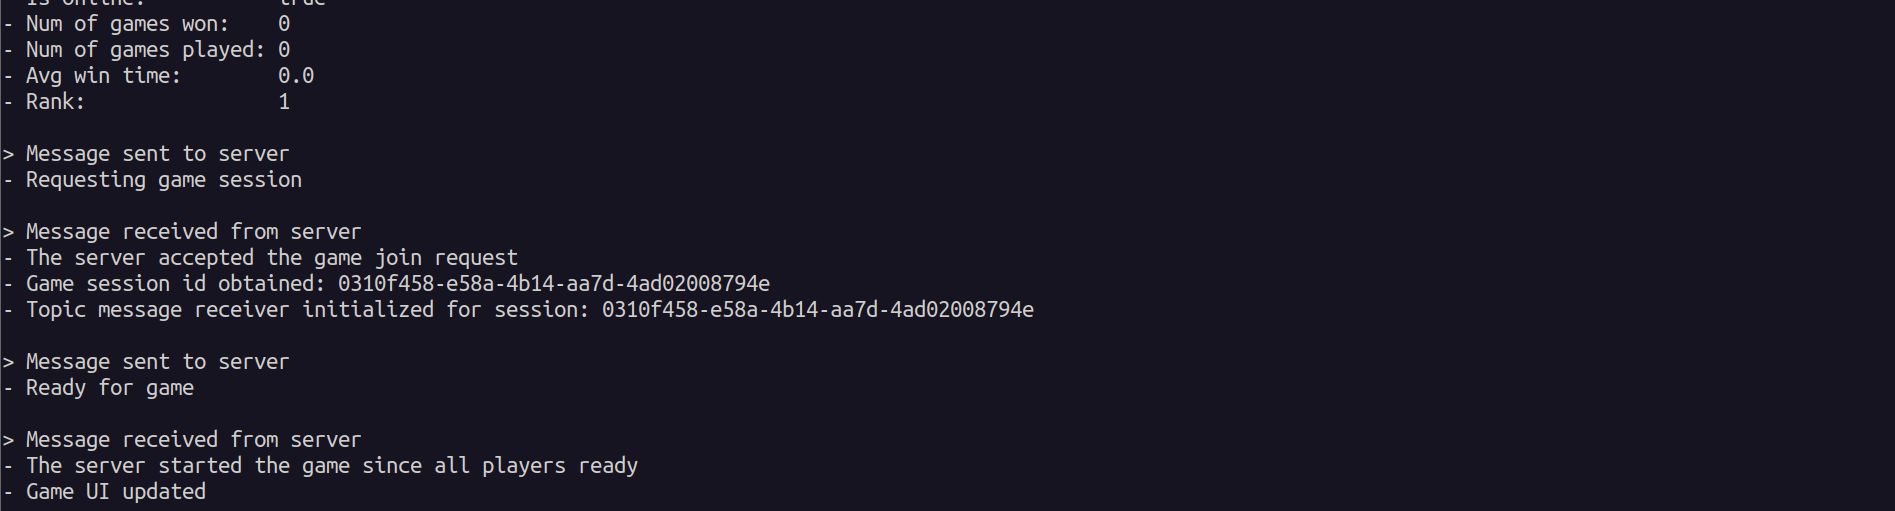 - Is online: true
- Num of games won: 0
- Num of games played: 0
- Avg win time: 0.0
- Rank: 1
> Message sent to server
- Requesting game session
> Message received from server
- The server accepted the game join request
- Game session id obtained: 0310f458-e58a-4b14-aa7d-4ad02008794e
- Topic message receiver initialized for session: 0310f458-e58a-4b14-aa7d-4ad02008794e
> Message sent to server
- Ready for game
> Message received from server
- The server started the game since all players ready
- Game UI updated